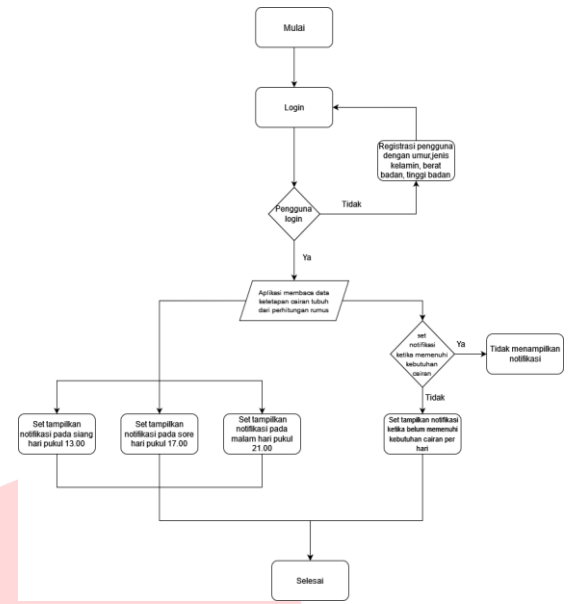 Mulai
Login
Registrasi pengguna
dengan umur,jenis
kelamin, berat
badan, tinggi badan
Pengguna
login
Tidak
Ya
Aplikasi membaca data
ketetapan cairan tubuh
dari perhitungan rumus
set
notifikasi
ketika memenuhi
kebutuhan
cairan
Ya
Tidak menampilkan
notifikasi
Tidak
Set tampilkan
notifikasi pada siang
hari pukul 13.00
Set tampilkan
notifikasi pada sore
hari pukul 17.00
Set tampilkan
notifikasi pada
malam hari pukul
21.00
Set tampilkan notifikasi
ketika belum memenuhi
kebutuhan cairan per
hari
Selesai